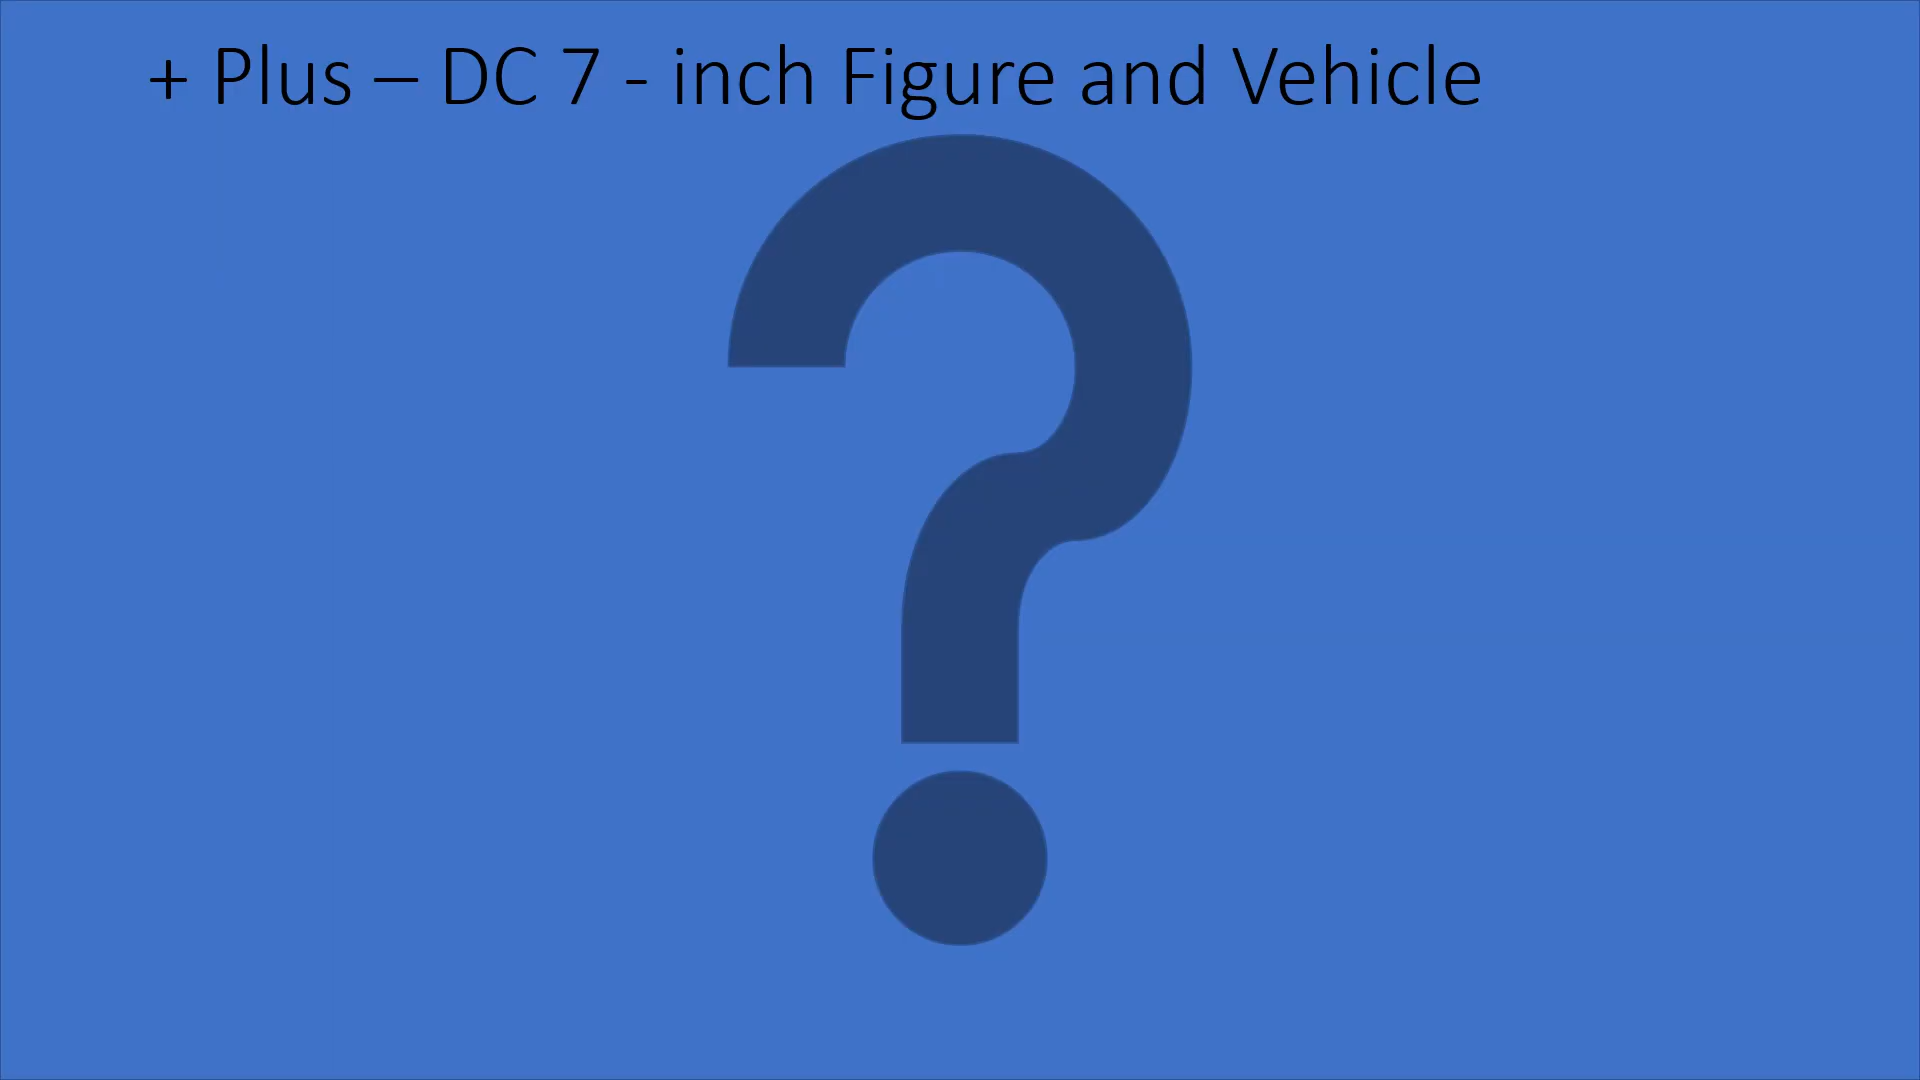 + Plus – DC 7 - inch Figure and Vehicle